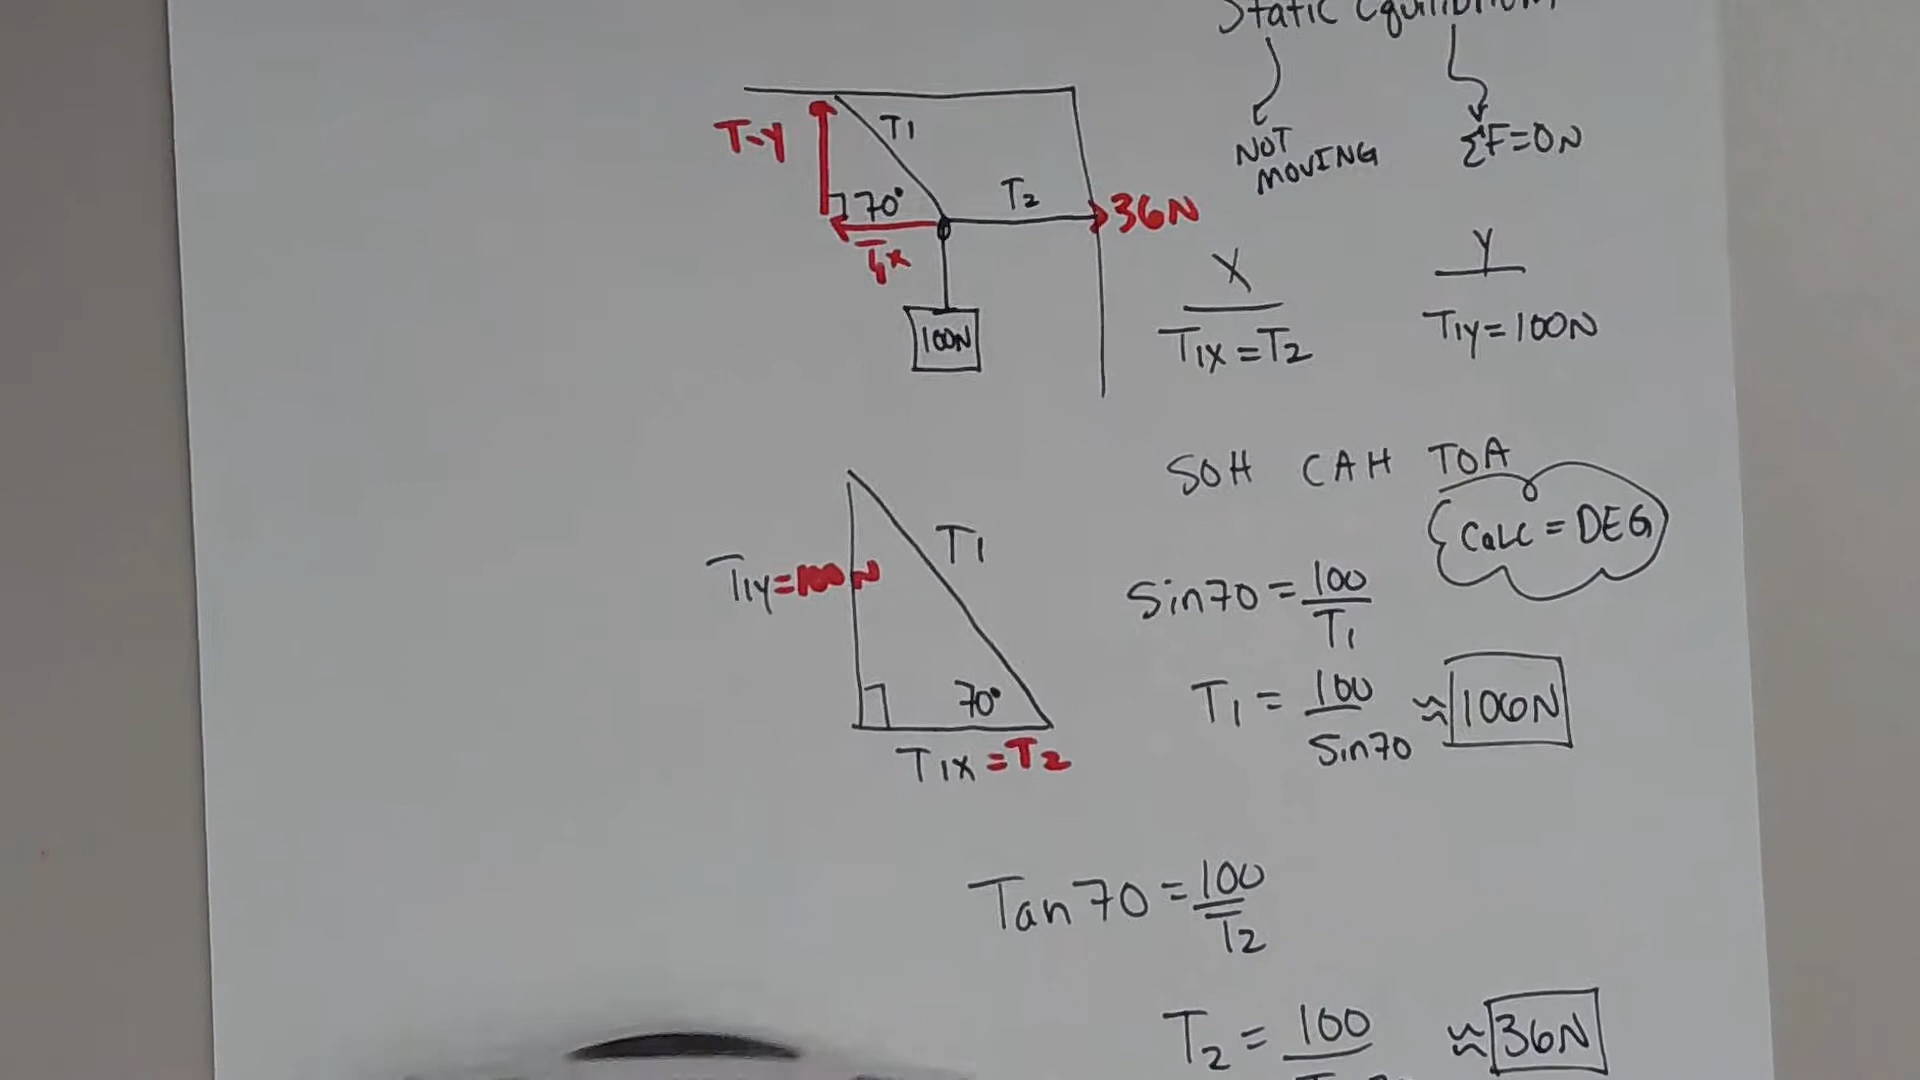 Static Equilibrium
NOT
MOVING
ΣF=0N
T1
T-y
70°
T2
36N
Tx
100N
X
T1x=T2
Y
T1y=100N
SOH CAH TOA
Calc = DEG
T1
T1y=100N
70°
T1x=T2
Sin70=100/T1
T1=100/Sin70≈106N
Tan70=100/T2
T2=100/ ≈36N